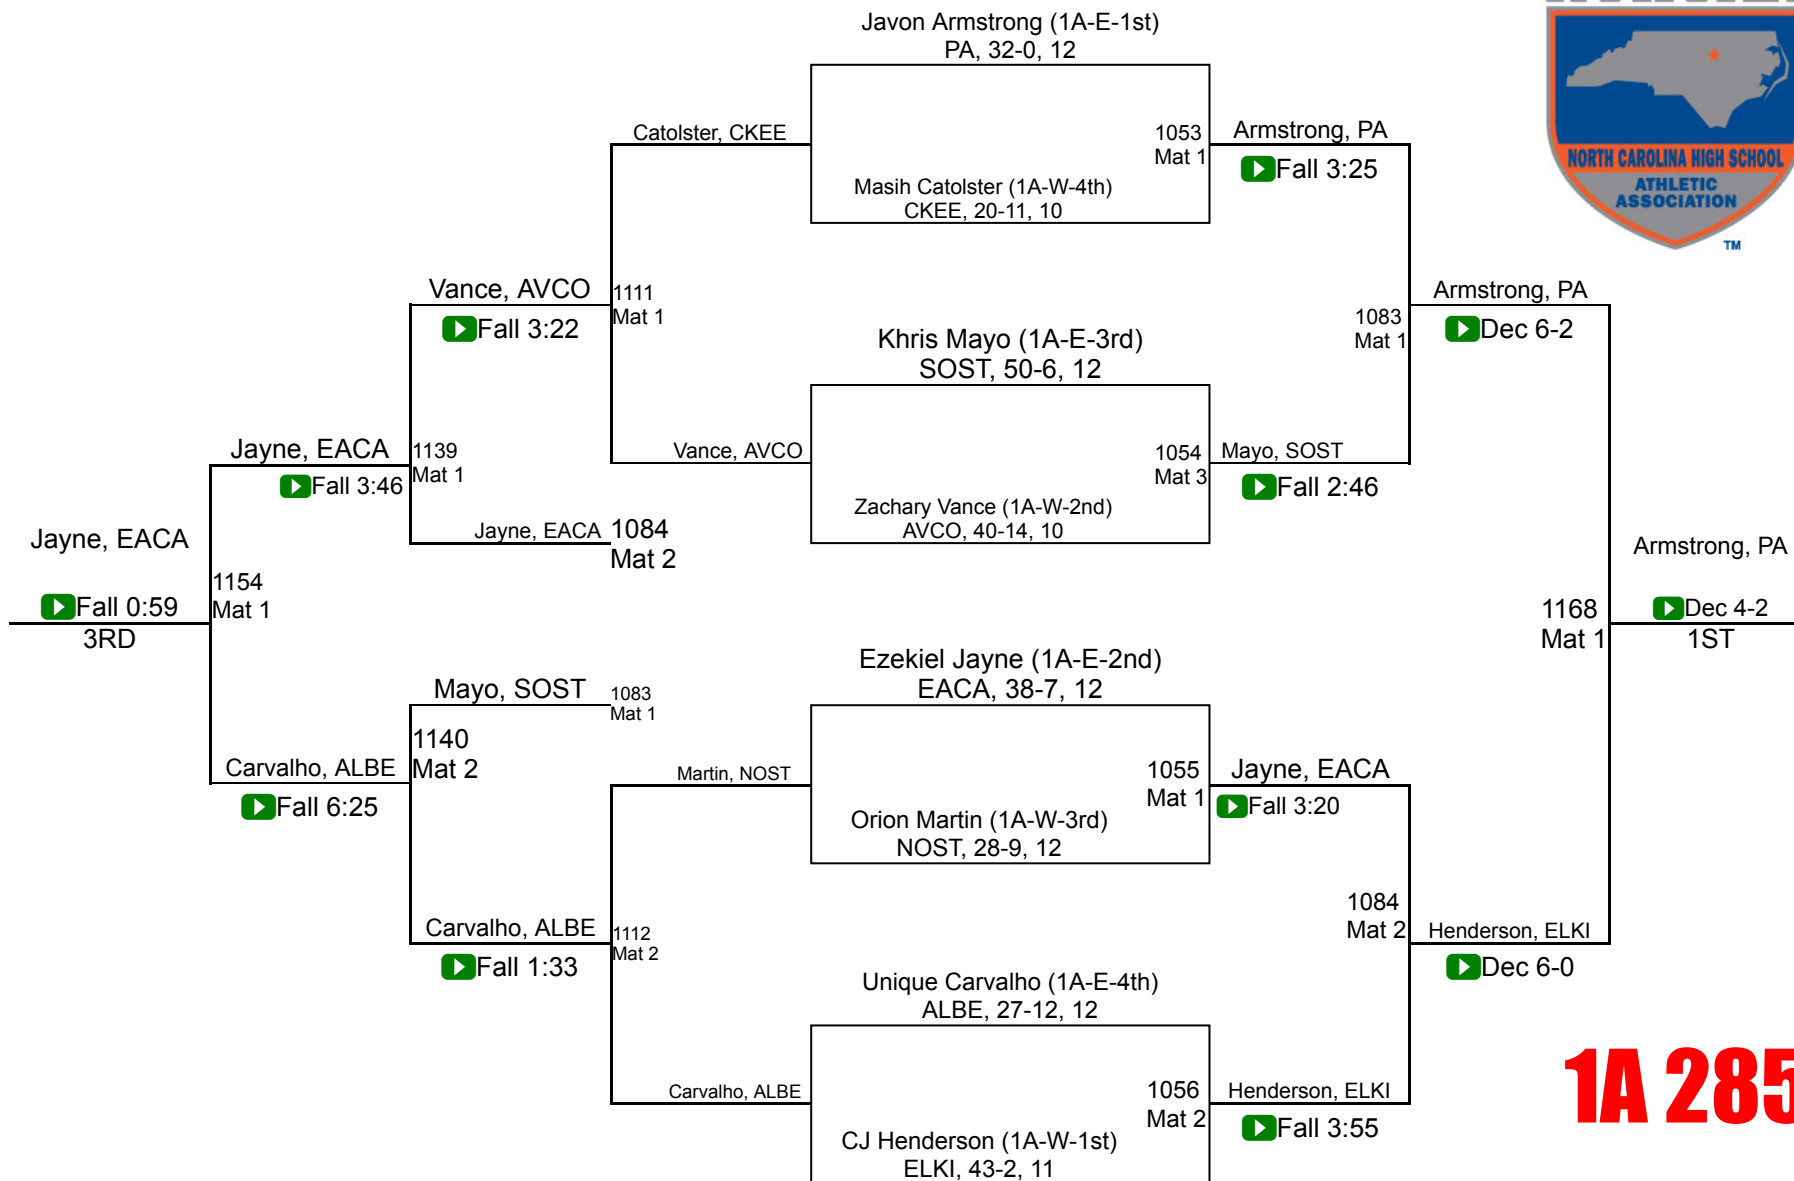 Javon Armstrong (1A-E-1st)
PA, 32-0, 12
Catolster, CKEE
1053
Mat 1
Armstrong, PA
Fall 3:25
Masih Catolster (1A-W-4th)
CKEE, 20-11, 10
NORTH CAROLINA HIGH SCHOOL
ATHLETIC
ASSOCIATION
TM
Vance, AVCO
Fall 3:22
1111
Mat 1
Khris Mayo (1A-E-3rd)
SOST, 50-6, 12
1083
Mat 1
Armstrong, PA
Dec 6-2
Jayne, EACA
Fall 3:46
1139
Mat 1
Vance, AVCO
1054
Mat 3
Mayo, SOST
Fall 2:46
Zachary Vance (1A-W-2nd)
AVCO, 40-14, 10
Jayne, EACA
1084
Mat 2
Jayne, EACA
Fall 0:59
3RD
1154
Mat 1
Armstrong, PA
Dec 4-2
1ST
1168
Mat 1
Ezekiel Jayne (1A-E-2nd)
EACA, 38-7, 12
Mayo, SOST
1083
Mat 1
1140
Mat 2
Carvalho, ALBE
Fall 6:25
Martin, NOST
1055
Mat 1
Jayne, EACA
Fall 3:20
Orion Martin (1A-W-3rd)
NOST, 28-9, 12
Carvalho, ALBE
Fall 1:33
1112
Mat 2
1084
Mat 2
Henderson, ELKI
Dec 6-0
Unique Carvalho (1A-E-4th)
ALBE, 27-12, 12
Carvalho, ALBE
1056
Mat 2
Henderson, ELKI
Fall 3:55
CJ Henderson (1A-W-1st)
ELKI, 43-2, 11
1A 285